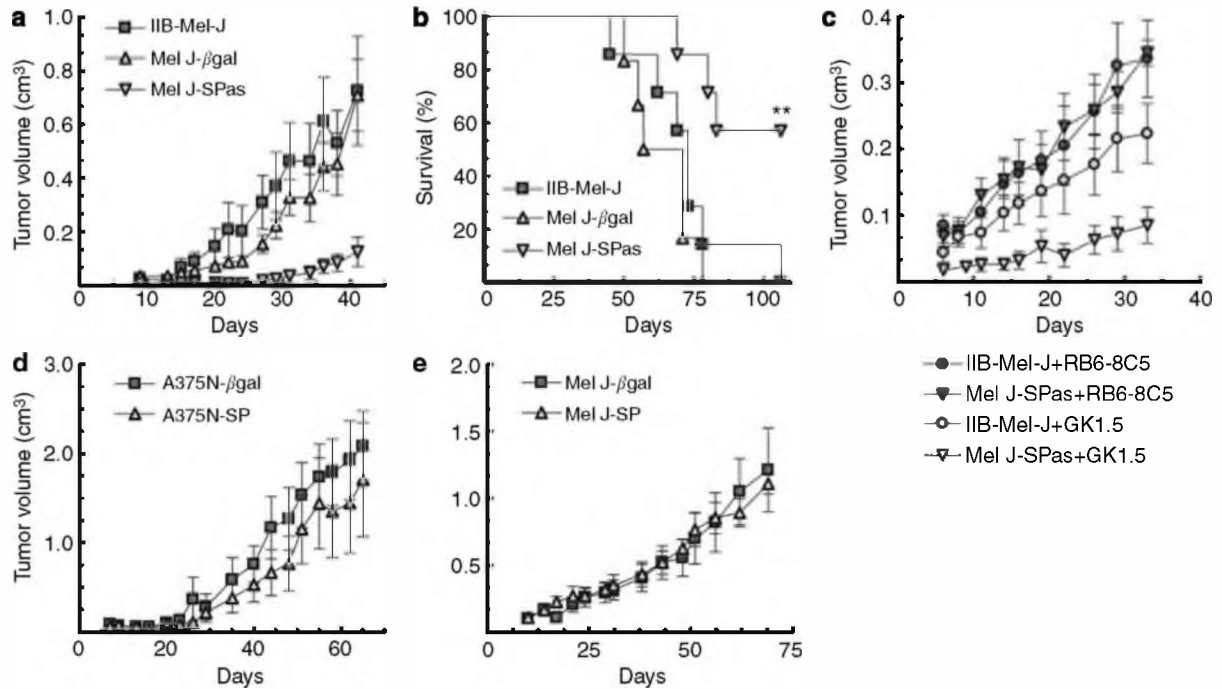 a
IIB-Mel-J
Mel J-βgal
Mel J-SPas
Tumor volume (cm³)
1.0
0.8
0.6
0.4
0.2
0 10 20 30 40 50
Days
b
100
80
60
40
20
Survival (%)
**
IIB-Mel-J
Mel J-βgal
Mel J-SPas
0 25 50 75 100
Days
c
Tumor volume (cm³)
0.4
0.3
0.2
0.1
0 10 20 30 40
Days
IIB-Mel-J+RB6-8C5
Mel J-SPas+RB6-8C5
IIB-Mel-J+GK1.5
Mel J-SPas+GK1.5
d
A375N-βgal
A375N-SP
Tumor volume (cm³)
3.0
2.0
1.0
0 20 40 60
Days
e
Mel J-βgal
Mel J-SP
2.0
1.5
1.0
0.5
0 25 50 75
Days